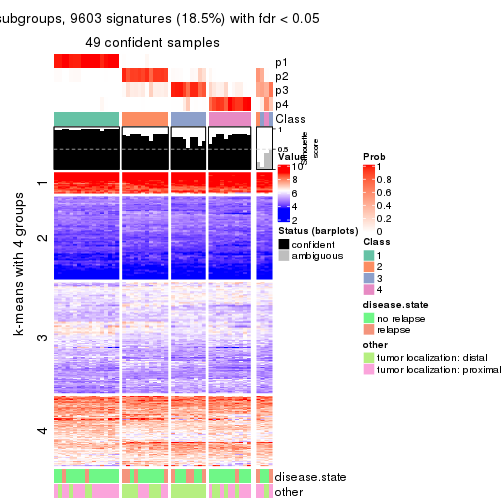 subgroups, 9603 signatures (18.5%) with fdr < 0.05
49 confident samples
p1
p2
p3
p4
Class
1
0.5
Silhouette
score
k-means with 4 groups
1
2
3
4
disease.state
other
Value
10
8
6
4
2
Status (barplots)
confident
ambiguous
Prob
1
0.8
0.6
0.4
0.2
0
Class
1
2
3
4
disease.state
no relapse
relapse
other
tumor localization: distal
tumor localization: proximal